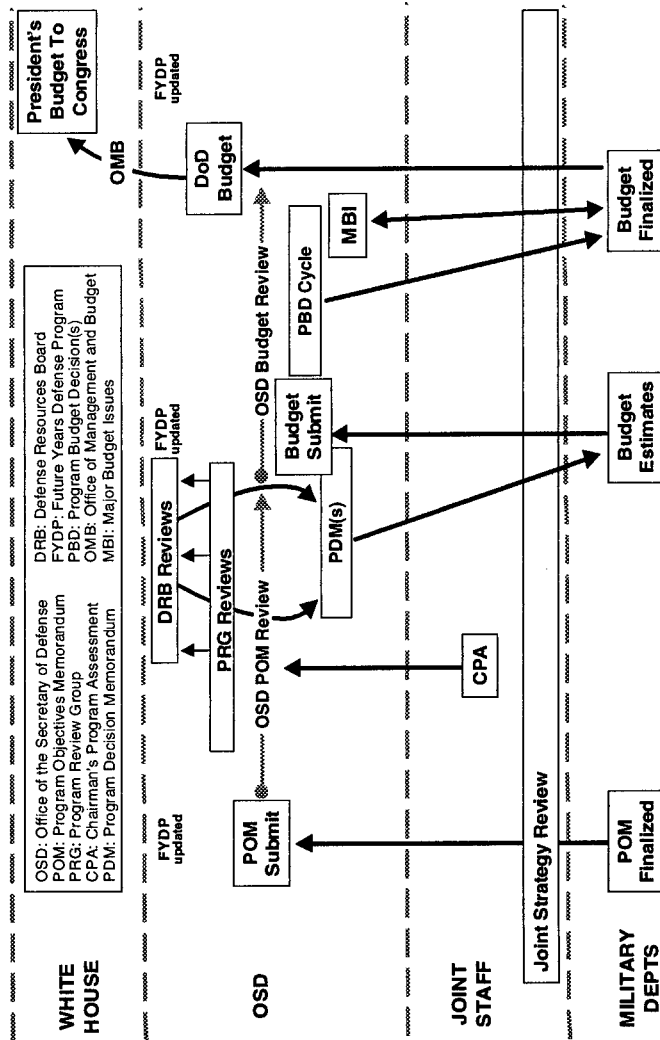 WHITE
HOUSE
OSD: Office of the Secretary of Defense
POM: Program Objectives Memorandum
PRG: Program Review Group
CPA: Chairman's Program Assessment
PDM: Program Decision Memorandum
DRB: Defense Resources Board
FYDP: Future Years Defense Program
PBD: Program Budget Decision(s)
OMB: Office of Management and Budget
MBI: Major Budget Issues
President's
Budget To
Congress
OMB
OSD
FYDP
updated
DRB Reviews
FYDP
updated
FYDP
updated
PRG Reviews
POM
Submit
OSD POM Review
OSD Budget Review
DoD
Budget
PDM(s)
Budget
Submit
PBD Cycle
MBI
JOINT
STAFF
CPA
Joint Strategy Review
MILITARY
DEPTS
POM
Finalized
Budget
Estimates
Budget
Finalized